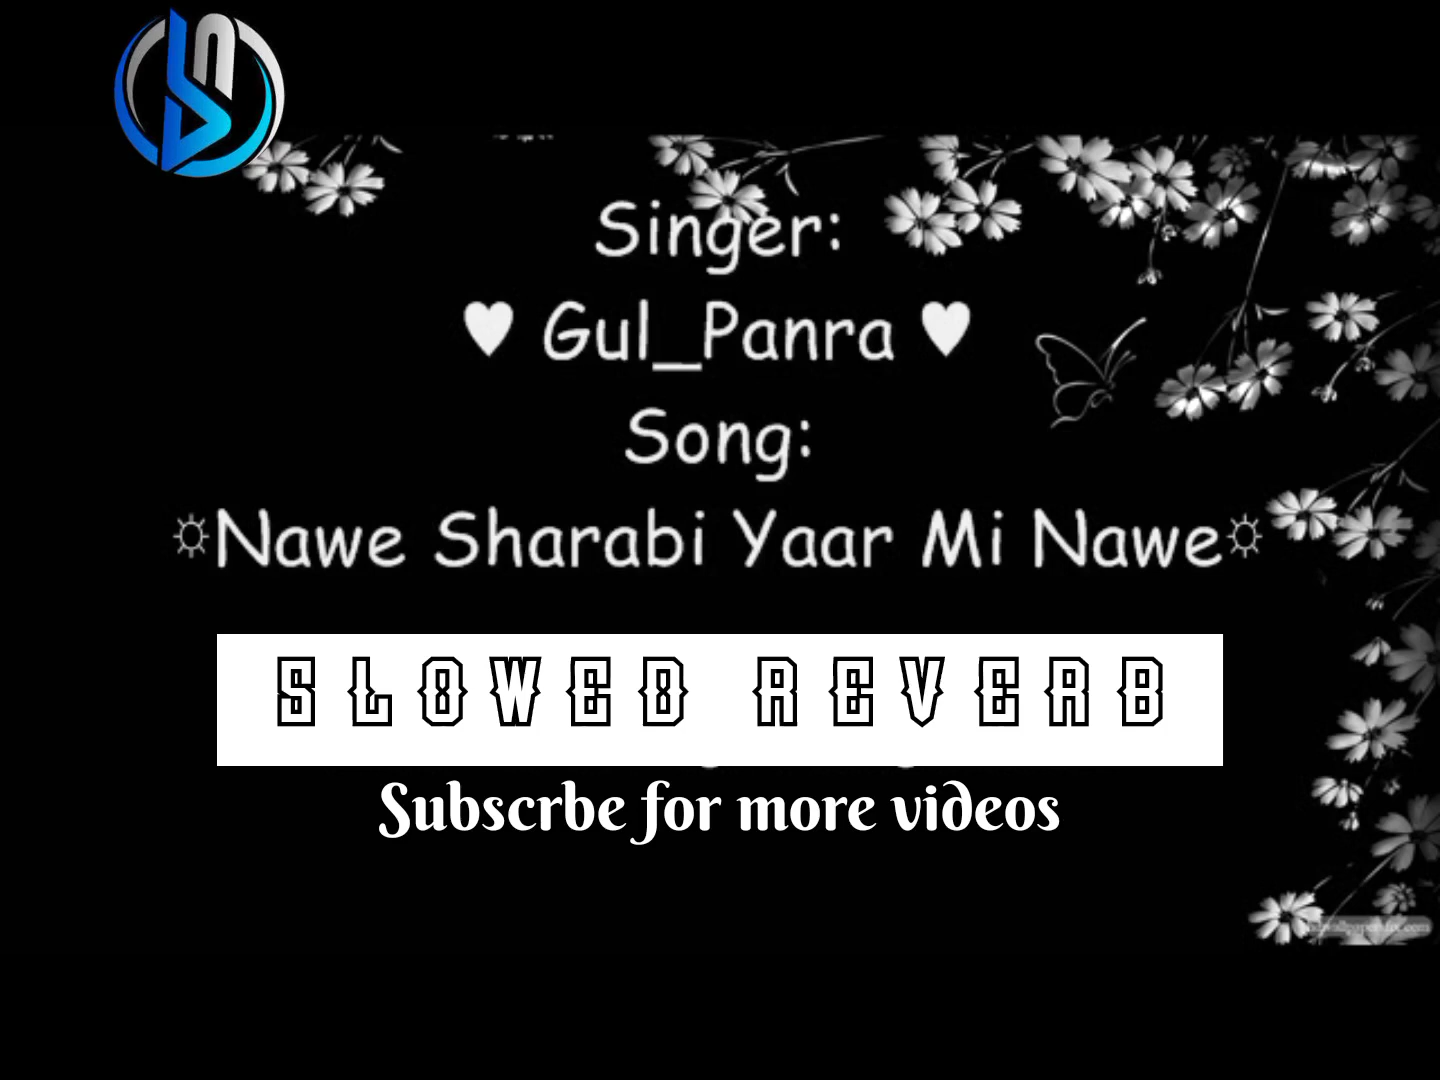 Singer:
♥ Gul_Panra ♥
Song:
☼Nawe Sharabi Yaar Mi Nawe☼
SLOWED REVERB
Subscrbe for more videos